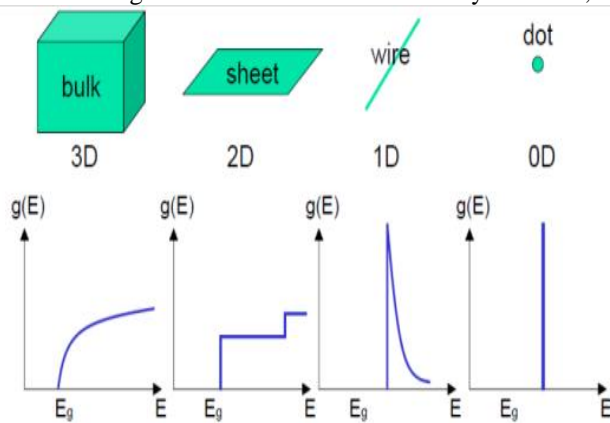 bulk
sheet
wire
dot
3D
2D
1D
0D
g(E)
g(E)
g(E)
g(E)
Eg E
Eg E
Eg E
Eg E